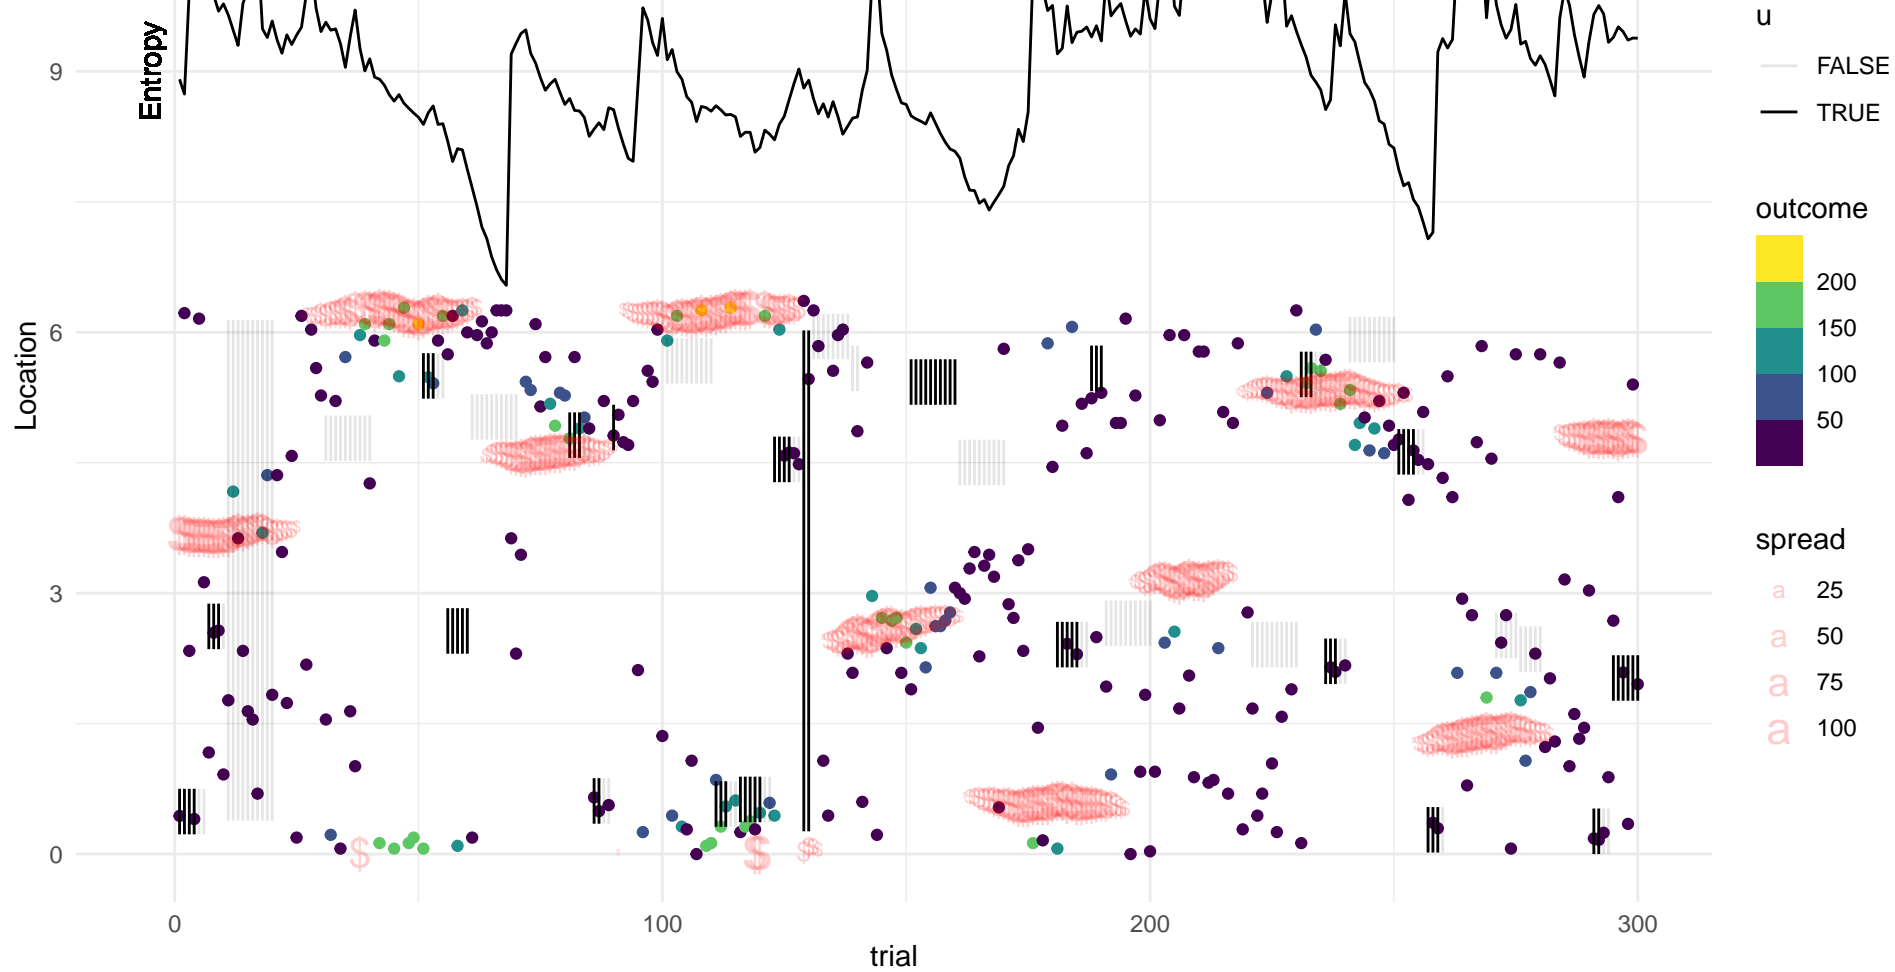 Entropy
Location
9
6
3
0
0 100 200 300
trial
$
$
$
u
FALSE
TRUE
outcome
200
150
100
50
spread
a 25
a 50
a 75
a 100